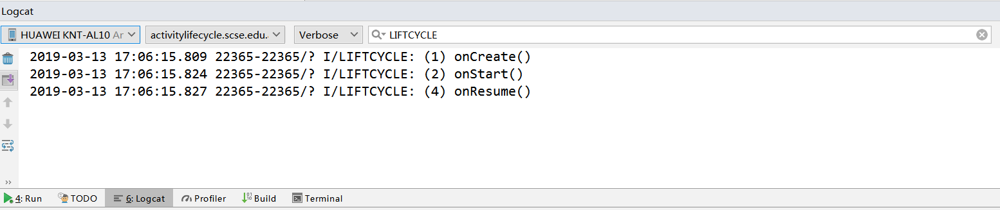 Logcat
HUAWEI KNT-AL10 Ar activitylifecycle.scse.edu. Verbose LIFTCYCLE
2019-03-13 17:06:15.809 22365-22365/? I/LIFTCYCLE: (1) onCreate()
2019-03-13 17:06:15.824 22365-22365/? I/LIFTCYCLE: (2) onStart()
2019-03-13 17:06:15.827 22365-22365/? I/LIFTCYCLE: (4) onResume()
4: Run TODO 6: Logcat Profiler Build Terminal